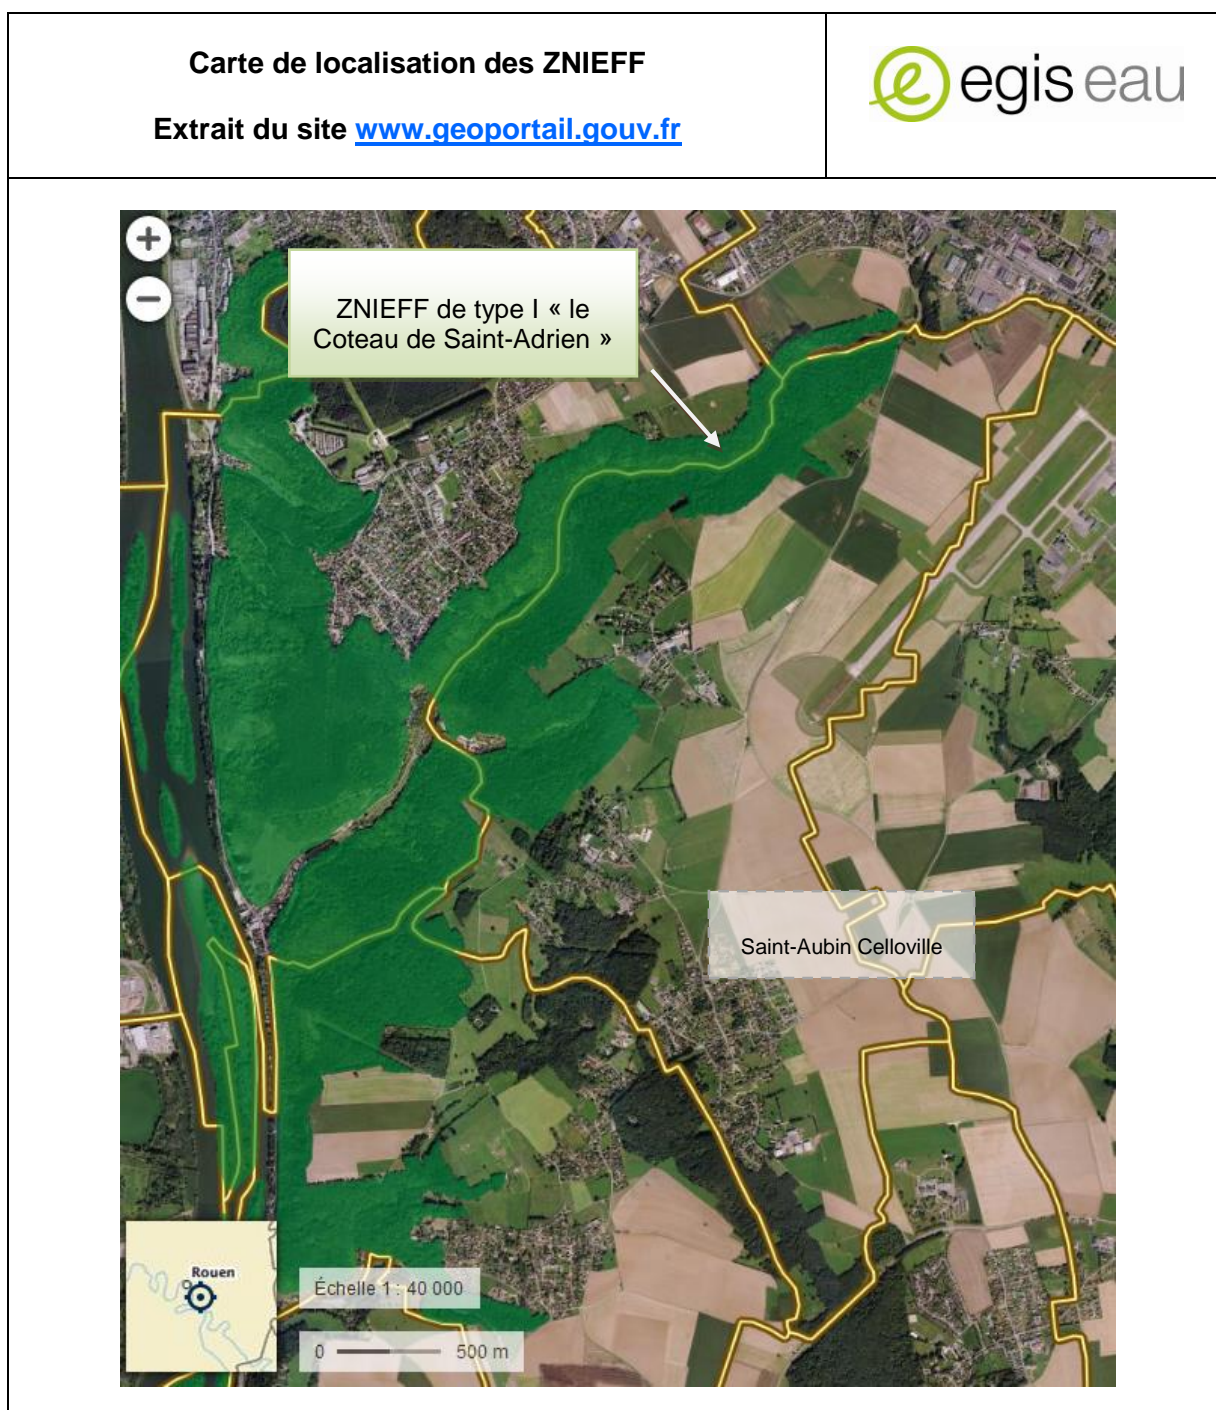 Carte de localisation des ZNIEFF
Extrait du site www.geoportail.gouv.fr
egis eau
ZNIEFF de type I « le
Coteau de Saint-Adrien »
Saint-Aubin Celloville
Rouen
Échelle 1 : 40 000
0 500 m